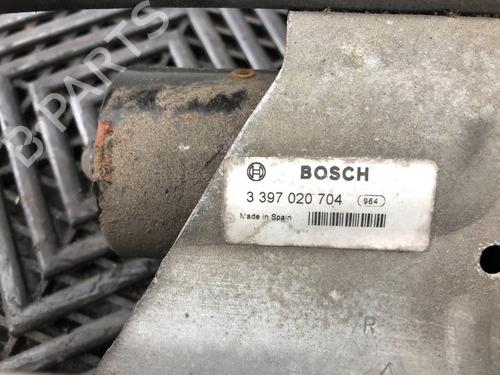 BOSCH
3 397 020 704 964
Made in Spain
R
B-PARTS